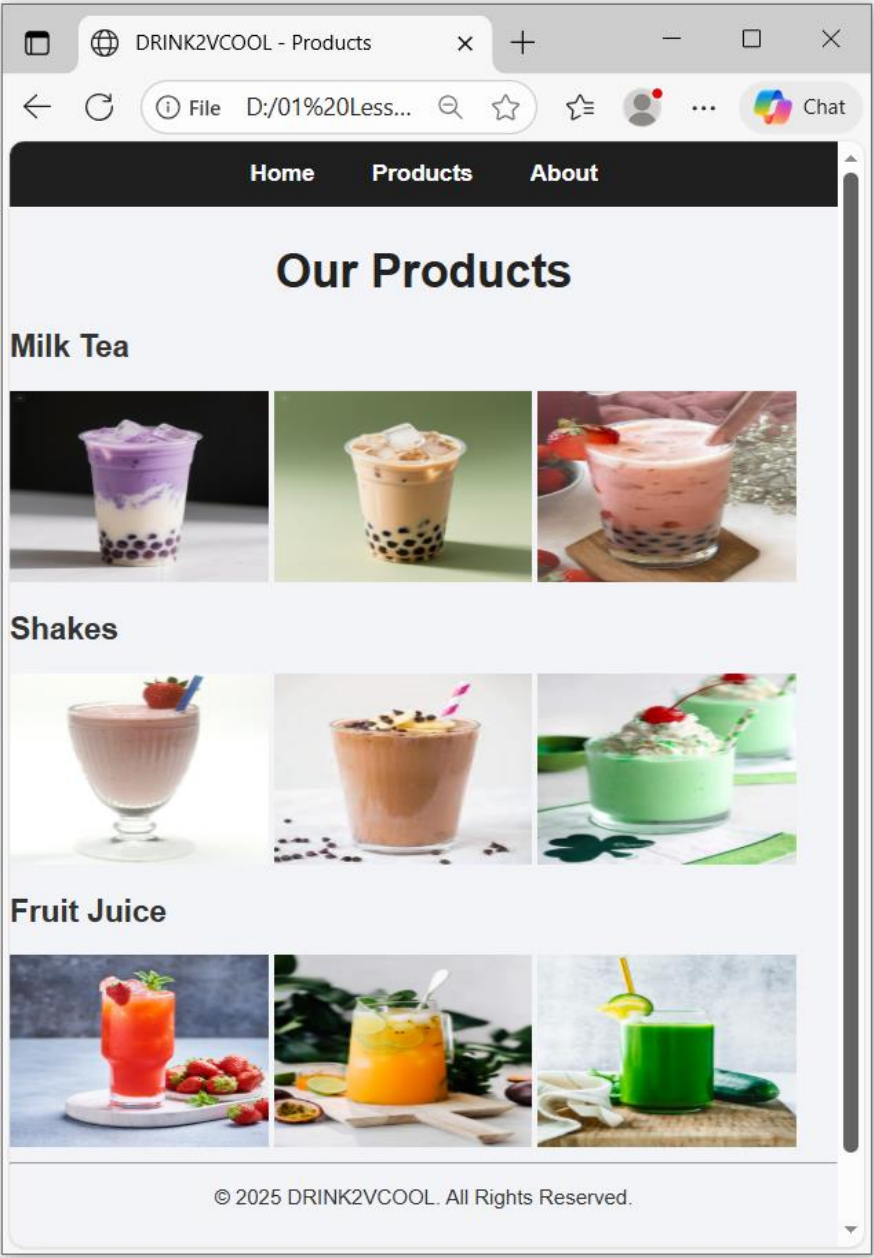 DRINK2VCOOL - Products
File D:/01%20Less...
Chat
Home Products About
Our Products
Milk Tea
Shakes
Fruit Juice
© 2025 DRINK2VCOOL. All Rights Reserved.